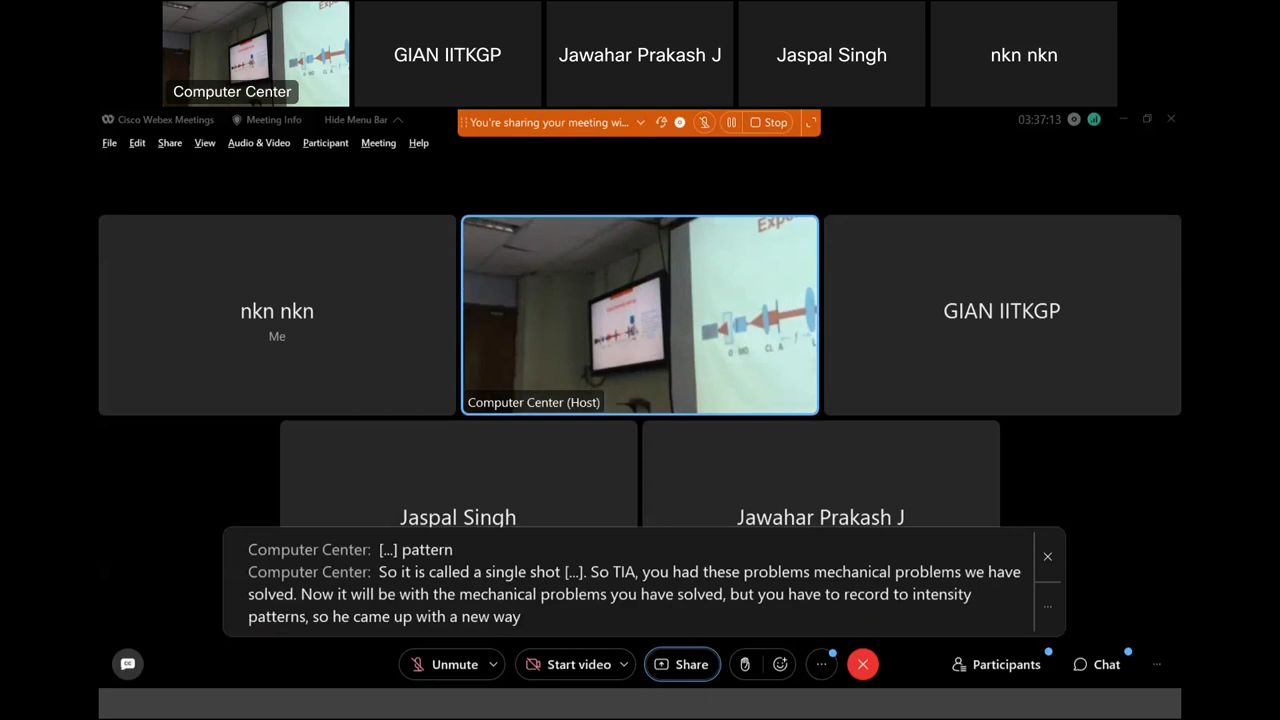 Computer Center
GIAN IITKGP
Jawahar Prakash J
Jaspal Singh
nkn nkn
Cisco Webex Meetings
Meeting Info
Hide Menu Bar
You're sharing your meeting wi...
Stop
03:37:13
File Edit Share View Audio & Video Participant Meeting Help
nkn nkn
Me
Computer Center (Host)
GIAN IITKGP
Jaspal Singh
Jawahar Prakash J
Computer Center: [...] pattern
Computer Center: So it is called a single shot [...]. So TIA, you had these problems mechanical problems we have
solved. Now it will be with the mechanical problems you have solved, but you have to record to intensity
patterns, so he came up with a new way
CC
Unmute
Start video
Share
Participants
Chat